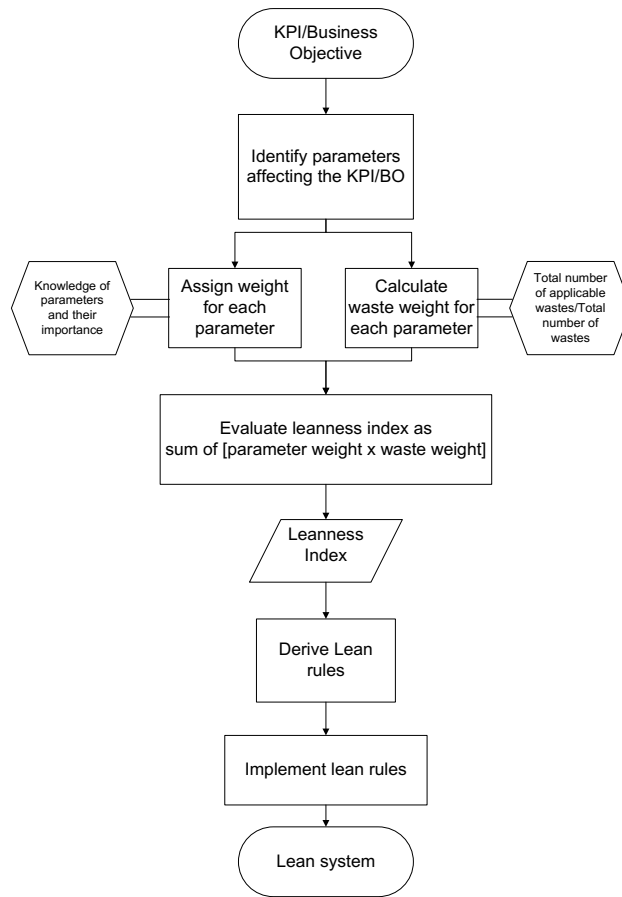 KPI/Business
Objective
Identify parameters
affecting the KPI/BO
Knowledge of
parameters
and their
importance
Assign weight
for each
parameter
Calculate
waste weight for
each parameter
Total number
of applicable
wastes/Total
number of
wastes
Evaluate leanness index as
sum of [parameter weight x waste weight]
Leanness
Index
Derive Lean
rules
Implement lean rules
Lean system